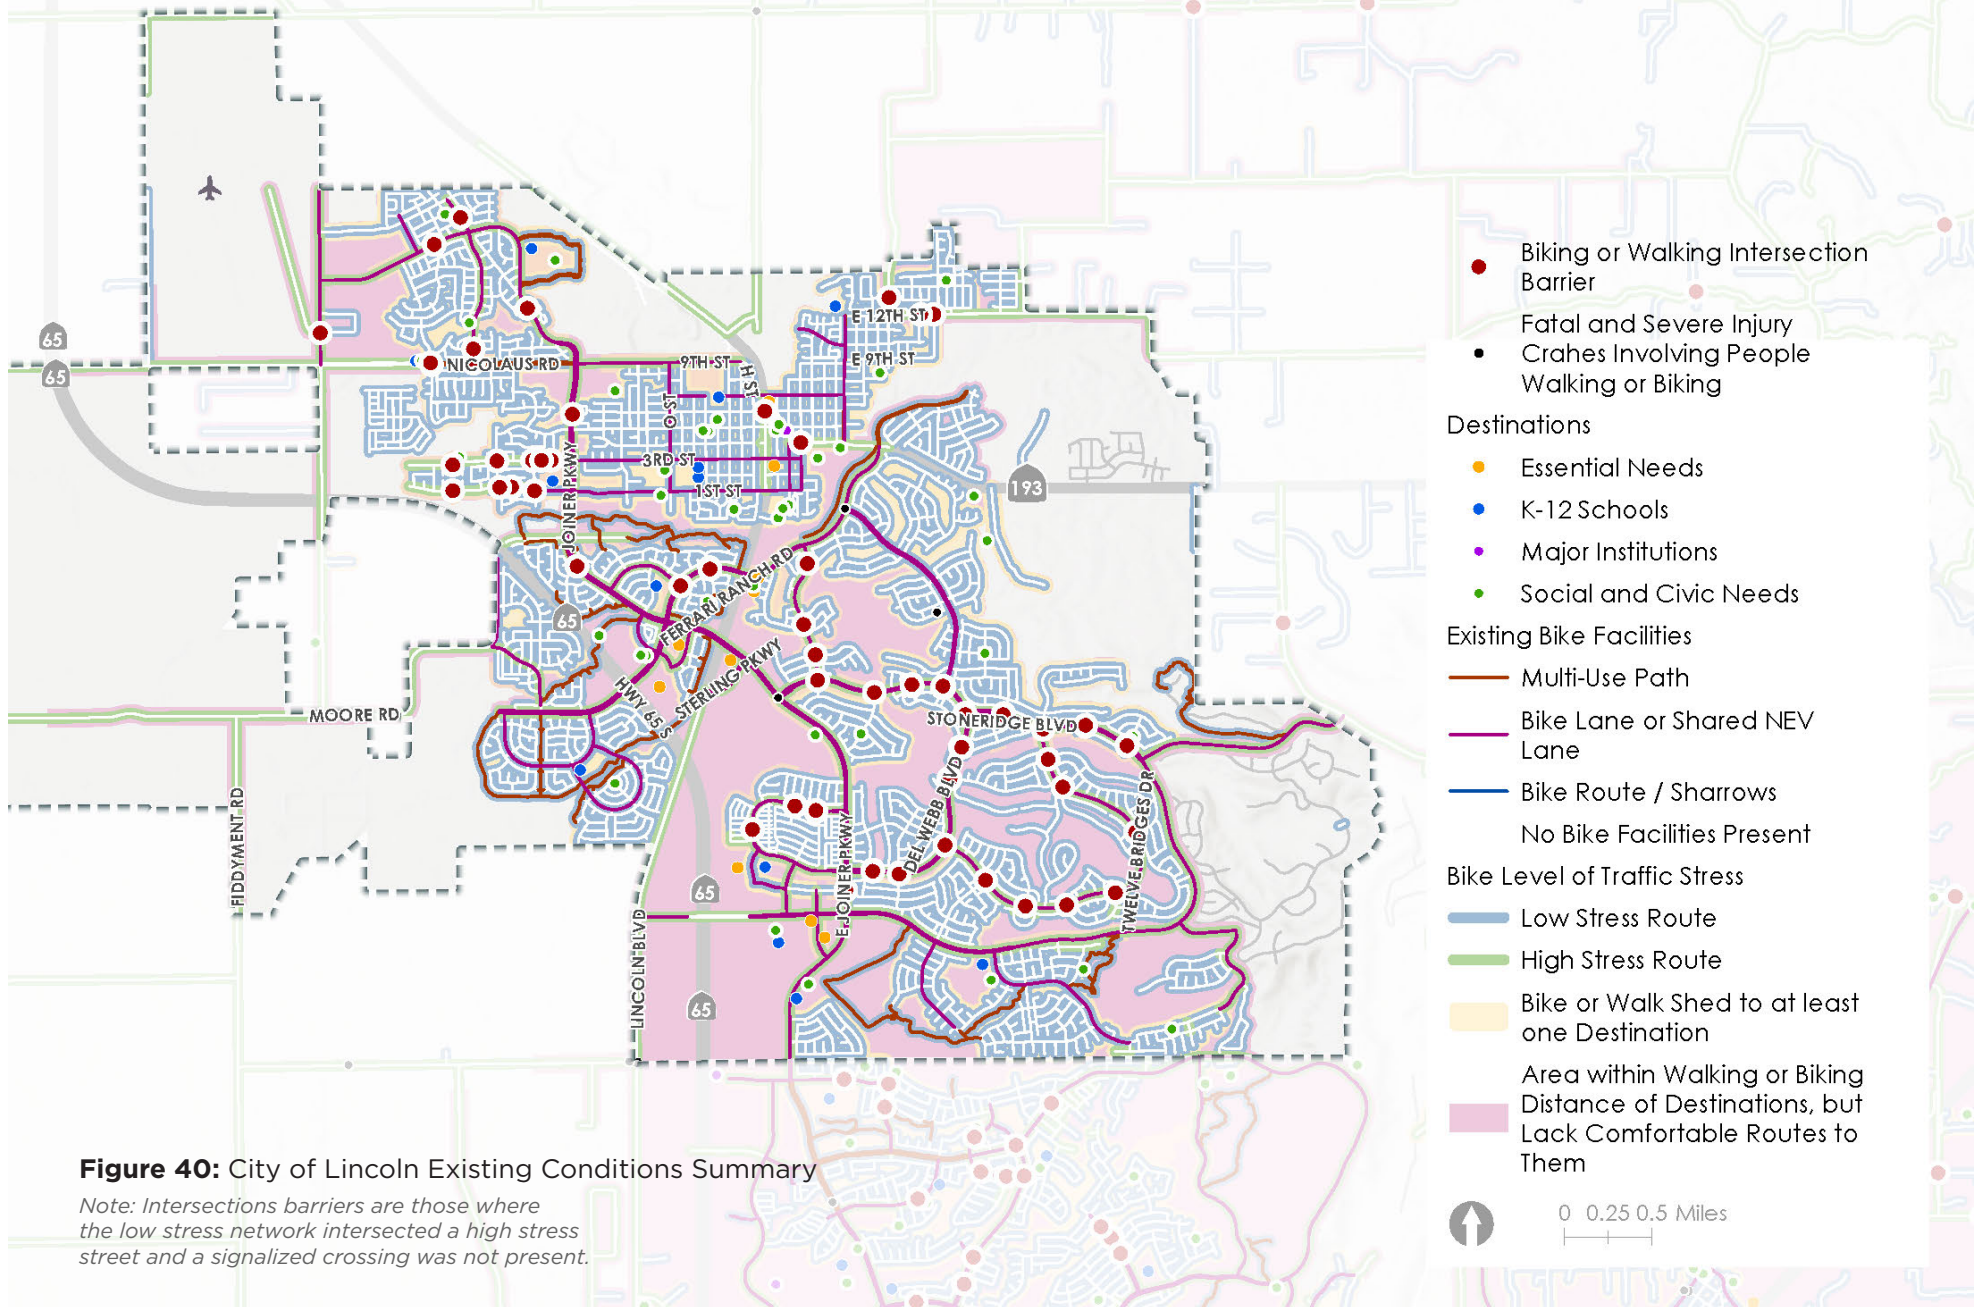 65
65
NICOLAUS RD
9TH ST
H ST
O ST
E 12TH ST
E 9TH ST
JOINER PKWY
3RD ST
1ST ST
193
65
FERRARI RANCH RD
HWY 65
S
STERLING PKWY
MOORE RD
FIDDYMENT RD
STONERIDGE BLVD
DEL WEBB BLVD
TWELVE BRIDGES DR
E JOINER PKWY
65
LINCOLN BLVD
65
Biking or Walking Intersection
Barrier
Fatal and Severe Injury
Crahes Involving People
Walking or Biking
Destinations
Essential Needs
K-12 Schools
Major Institutions
Social and Civic Needs
Existing Bike Facilities
Multi-Use Path
Bike Lane or Shared NEV
Lane
Bike Route / Sharrows
No Bike Facilities Present
Bike Level of Traffic Stress
Low Stress Route
High Stress Route
Bike or Walk Shed to at least
one Destination
Area within Walking or Biking
Distance of Destinations, but
Lack Comfortable Routes to
Them
0 0.25 0.5 Miles
Figure 40: City of Lincoln Existing Conditions Summary
Note: Intersections barriers are those where
the low stress network intersected a high stress
street and a signalized crossing was not present.